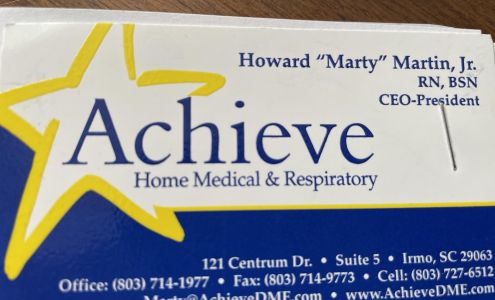 Howard "Marty" Martin, Jr.
RN, BSN
CEO-President
Achieve
Home Medical & Respiratory
121 Centrum Dr. • Suite 5 • Irmo, SC 29063
Office: (803) 714-1977 • Fax: (803) 714-9773 • Cell: (803) 727-6512
Marty@AchieveDME.com • www.AchieveDME.com